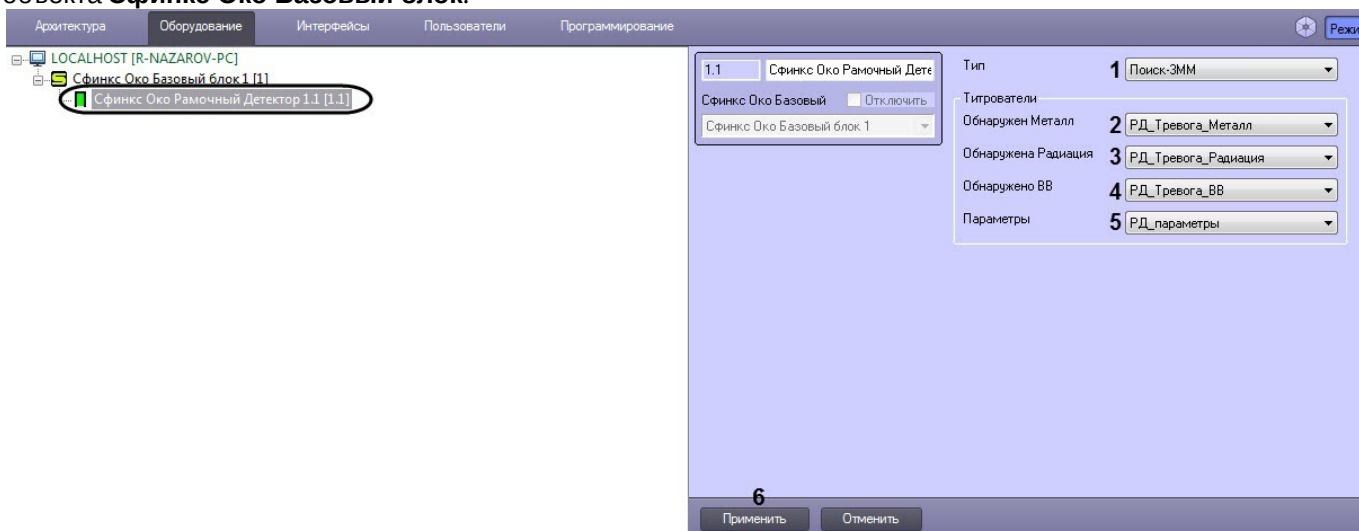 объекта Сфинкс Око Базовый блок.
Архитектура Оборудование Интерфейсы Пользователи Программирование Режи
LOCALHOST [R-NAZAROV-PC]
Сфинкс Око Базовый блок 1 [1]
Сфинкс Око Рамочный Детектор 1.1 [1.1]
1.1 Сфинкс Око Рамочный Дете
Сфинкс Око Базовый Отключить
Сфинкс Око Базовый блок 1
Тип 1 Поиск-3ММ
Титрователи
Обнаружен Металл 2 РД_Тревога_Металл
Обнаружена Радиация 3 РД_Тревога_Радиация
Обнаружено ВВ 4 РД_Тревога_ВВ
Параметры 5 РД_параметры
6
Применить Отменить